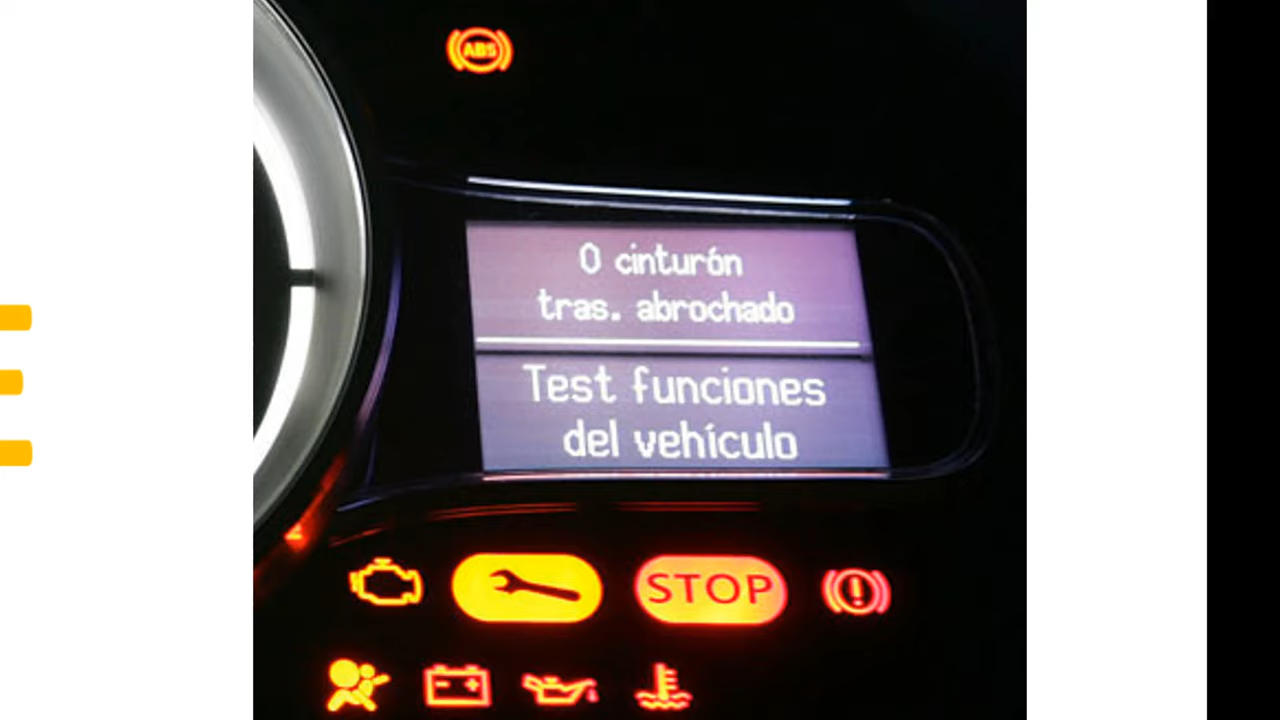 ABS
0 cinturón
tras. abrochado
Test funciones
del vehículo
STOP